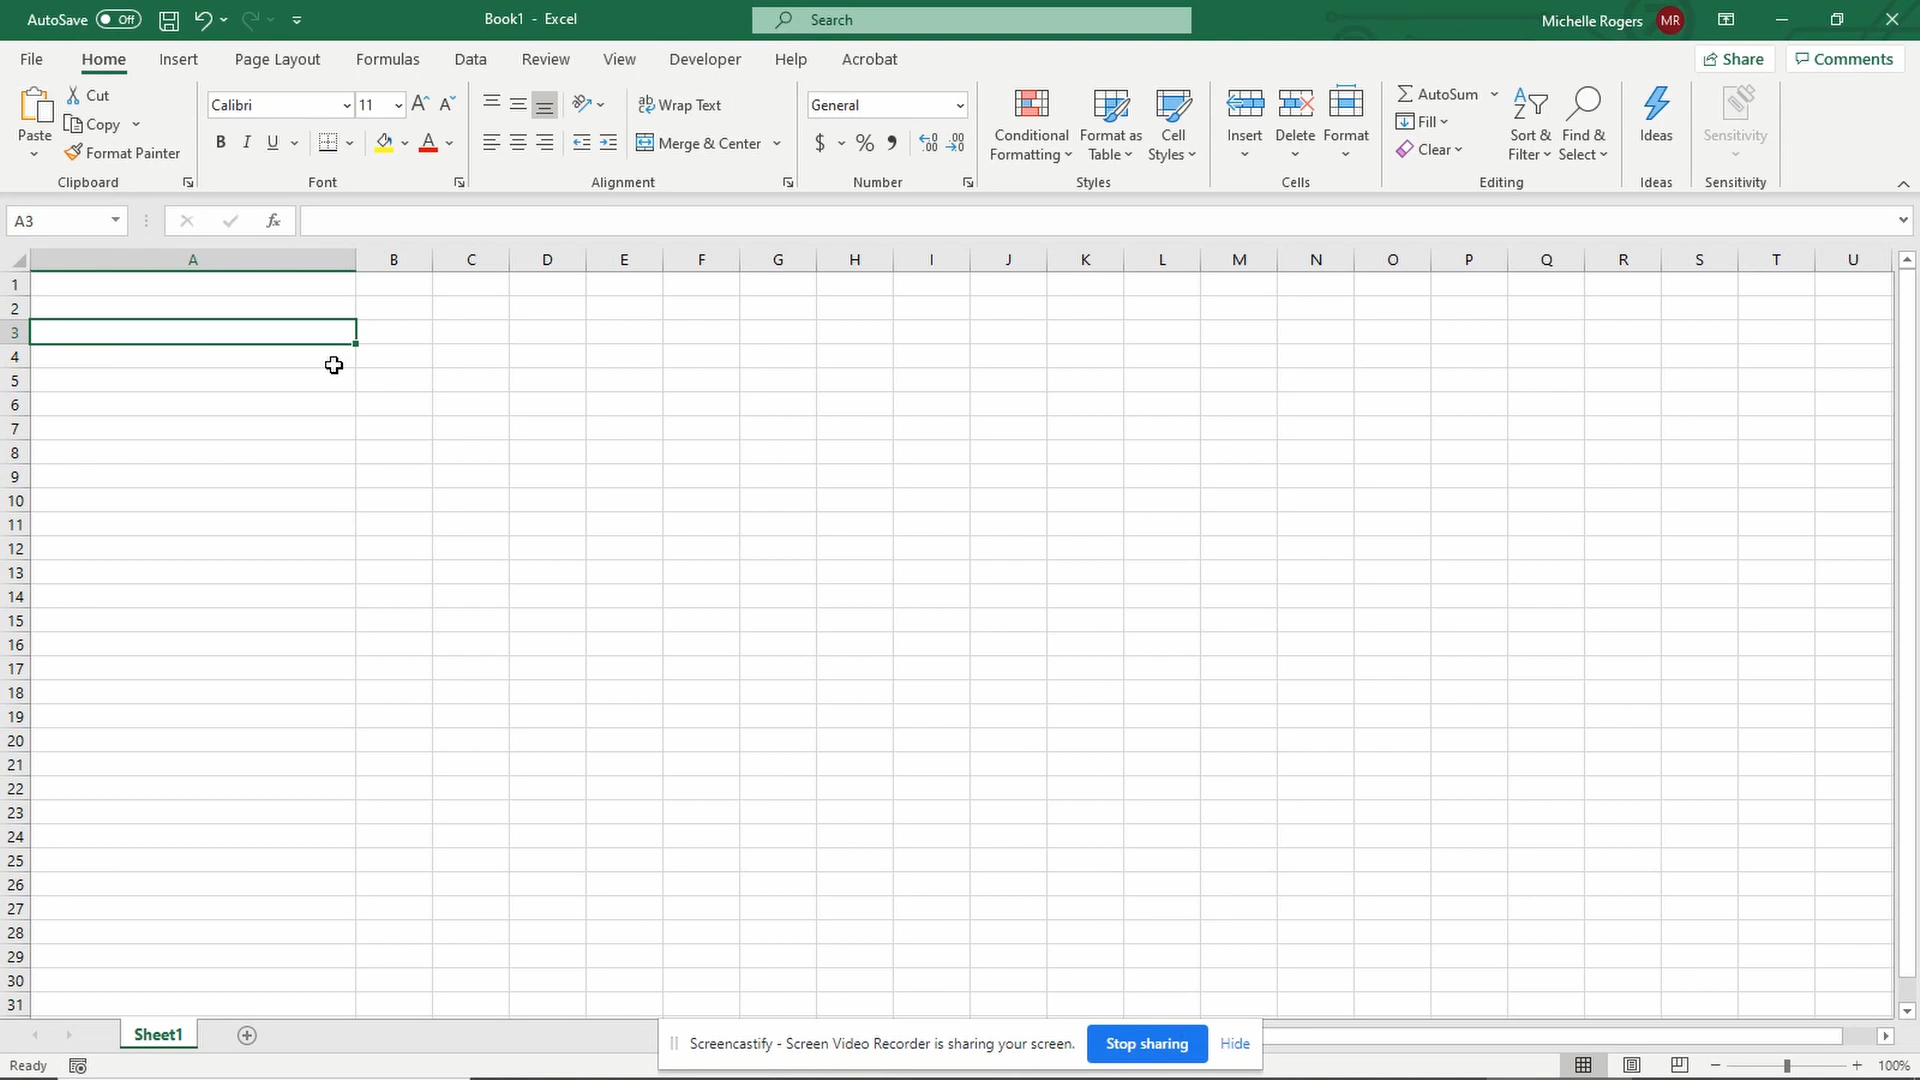 AutoSave Off Book1 - Excel Search Michelle Rogers MR
File Home Insert Page Layout Formulas Data Review View Developer Help Acrobat Share Comments
Paste Cut Copy Format Painter Clipboard
Calibri 11 B I U A Font
ab Wrap Text Merge & Center Alignment
General $ % Number
Conditional Formatting Format as Table Cell Styles Styles
Insert Delete Format Cells
AutoSum Fill Clear Sort & Filter Find & Select Editing
Ideas Ideas
Sensitivity Sensitivity
A3 fx
A B C D E F G H I J K L M N O P Q R S T U
1
2
3
4
5
6
7
8
9
10
11
12
13
14
15
16
17
18
19
20
21
22
23
24
25
26
27
28
29
30
31
Sheet1
Screencastify - Screen Video Recorder is sharing your screen. Stop sharing Hide
Ready 100%